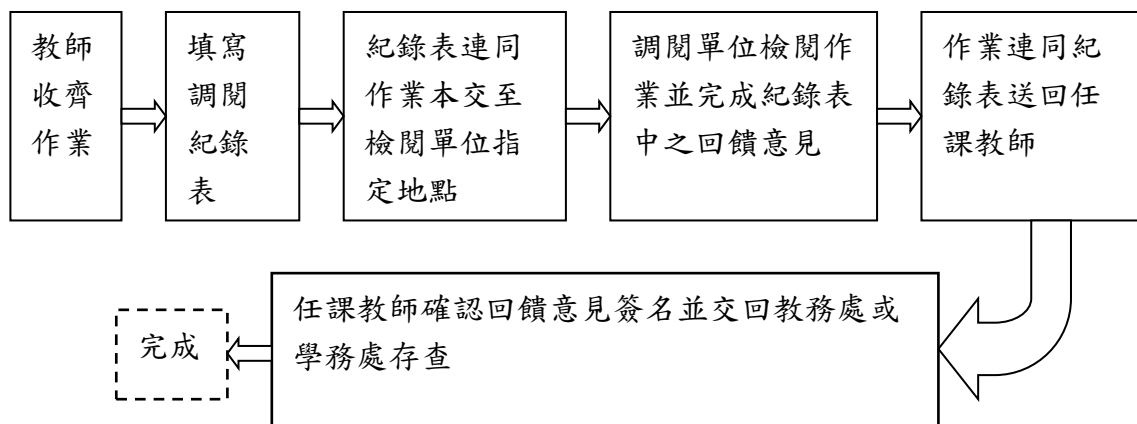 教師
收齊
作業
填寫
調閱
紀錄
表
紀錄表連同
作業本交至
檢閱單位指
定地點
調閱單位檢閱作
業並完成紀錄表
中之回饋意見
作業連同紀
錄表送回任
課教師
任課教師確認回饋意見簽名並交回教務處或
學務處存查
完成